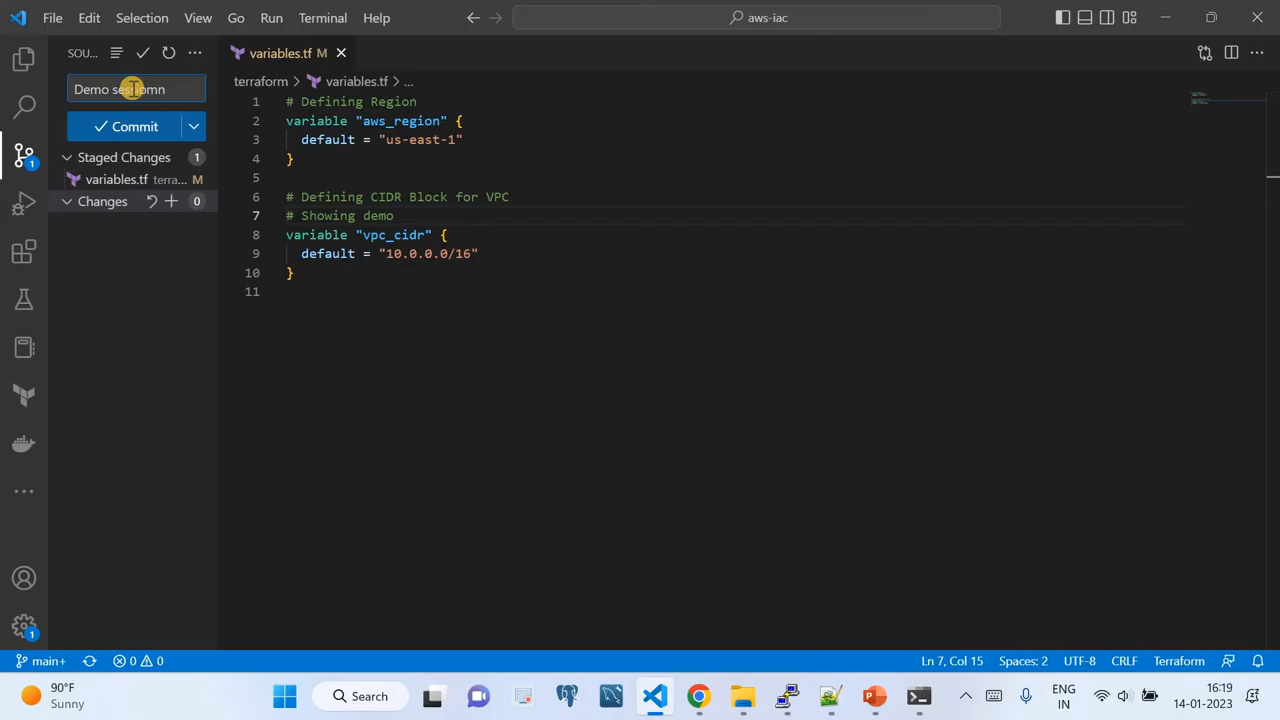 File Edit Selection View Go Run Terminal Help
aws-iac
SOU...
variables.tf M
Demo sessiomn
terraform > variables.tf > ...
Commit
Staged Changes 1
variables.tf terra... M
Changes 0
1 # Defining Region
2 variable "aws_region" {
3 default = "us-east-1"
4 }
5
6 # Defining CIDR Block for VPC
7 # Showing demo
8 variable "vpc_cidr" {
9 default = "10.0.0.0/16"
10 }
11
1
1
main+ 0 0 Ln 7, Col 15 Spaces: 2 UTF-8 CRLF Terraform
90°F
Sunny
Search
ENG
IN
16:19
14-01-2023